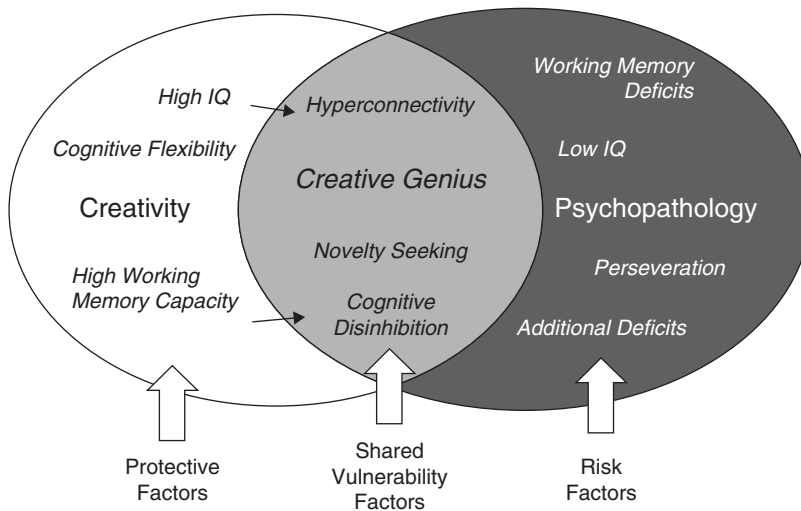 High IQ
Cognitive Flexibility
Creativity
High Working
Memory Capacity
Hyperconnectivity
Creative Genius
Novelty Seeking
Cognitive
Disinhibition
Working Memory
Deficits
Low IQ
Psychopathology
Perseveration
Additional Deficits
Protective
Factors
Shared
Vulnerability
Factors
Risk
Factors